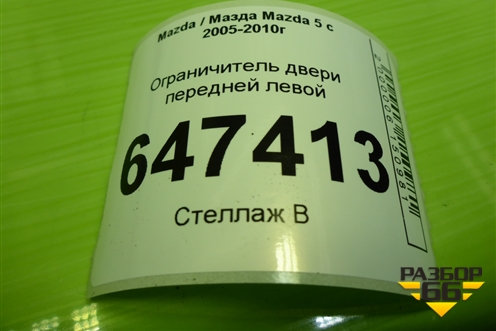 Mazda / Мазда Mazda 5 с
2005-2010г
Ограничитель двери
передней левой
647413
Стеллаж В
РАЗБОР
66